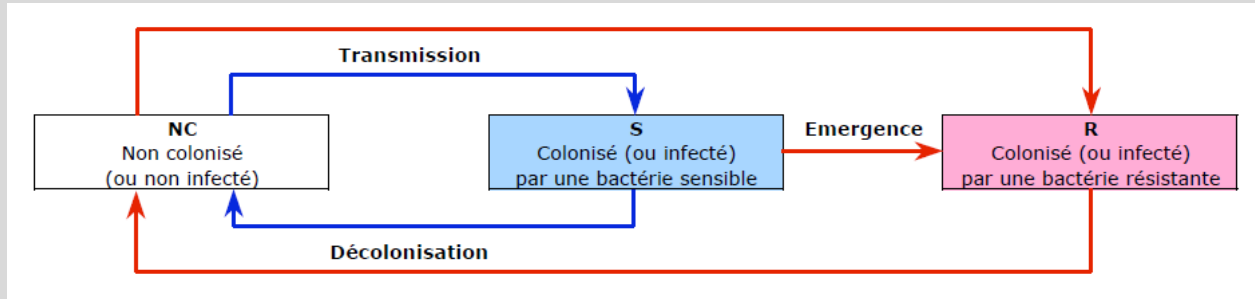 Transmission
NC
Non colonisé
(ou non infecté)
S
Colonisé (ou infecté)
par une bactérie sensible
Emergence
R
Colonisé (ou infecté)
par une bactérie résistante
Décolonisation